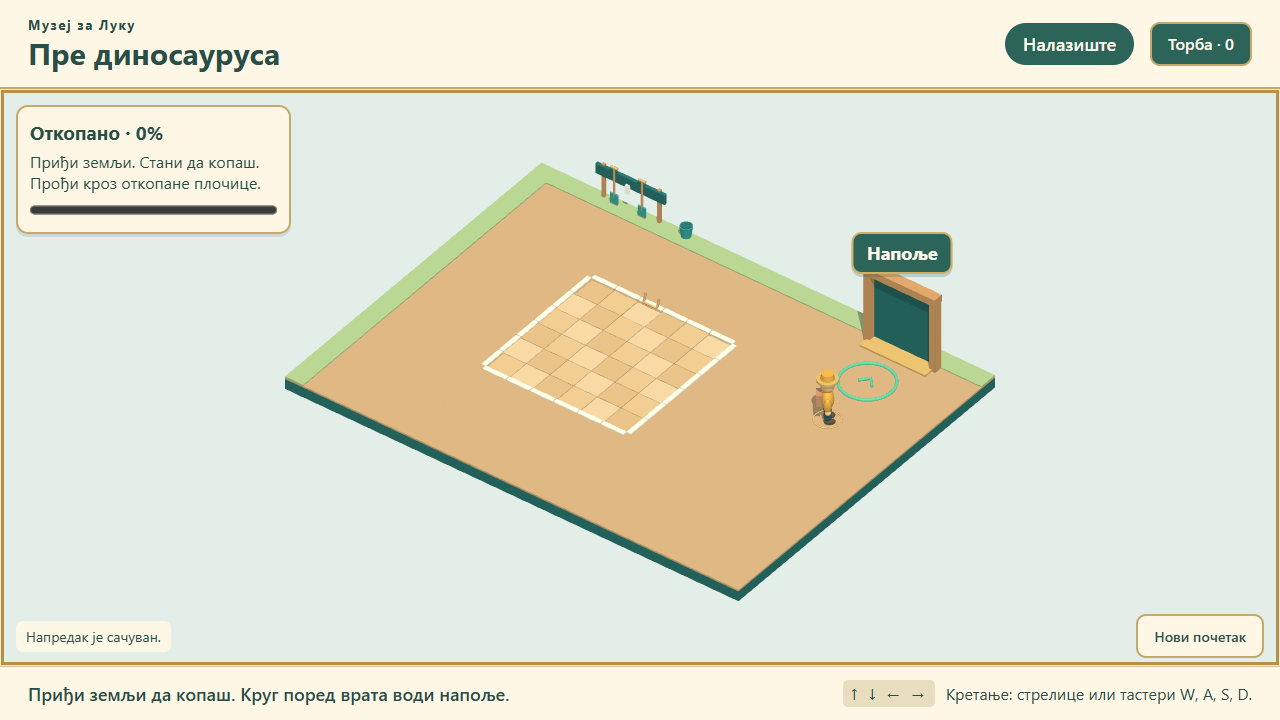 Музеј за Луку
Пре диносауруса
Налазиште
Торба · 0
Откопано · 0%
Приђи земљи. Стани да копаш.
Прођи кроз откопане плочице.
Напоље
Напредак је сачуван.
Нови почетак
Приђи земљи да копаш. Круг поред врата води напоље.
↑ ↓ ← → Кретање: стрелице или тастери W, A, S, D.